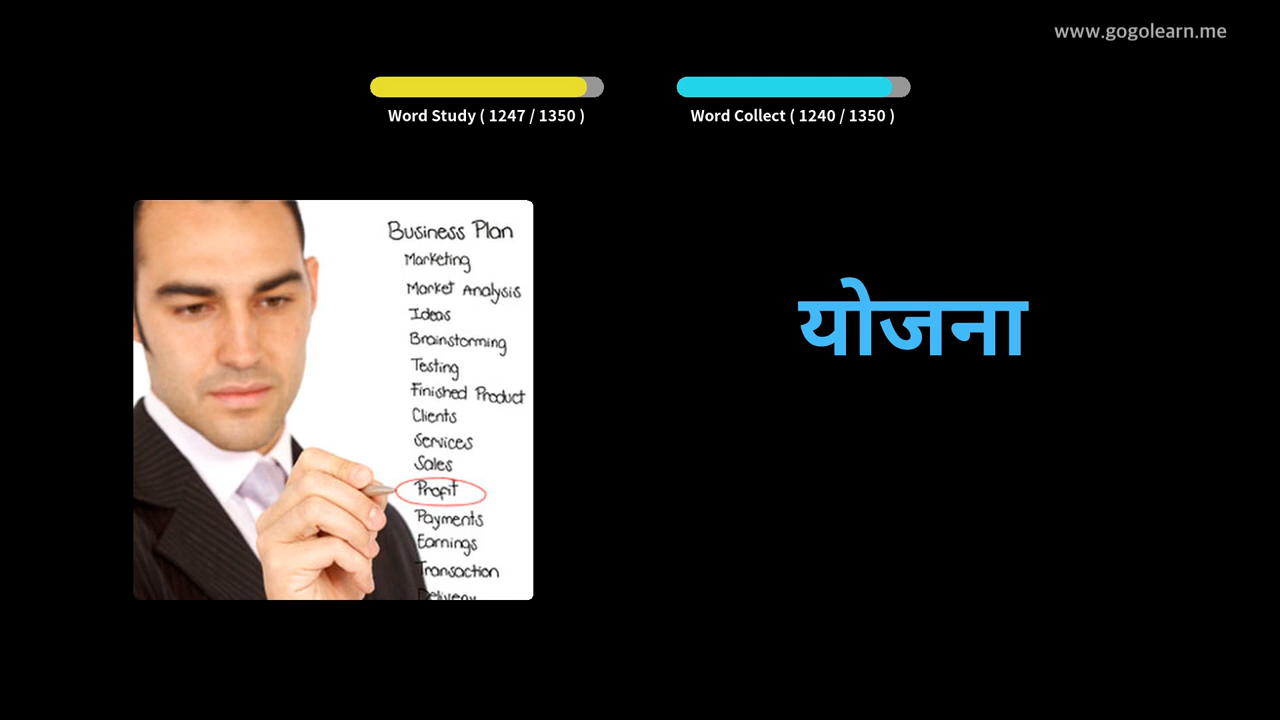 www.gogolearn.me
Word Study ( 1247 / 1350 )
Word Collect ( 1240 / 1350 )
Business Plan
Marketing
Market Analysis
Ideas
Brainstorming
Testing
Finished Product
Clients
Services
Sales
Profit
Payments
Earnings
Transaction
Delivery
योजना